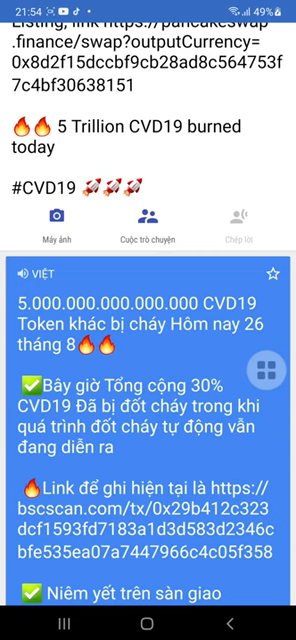 21:54
49%
Listing, link https://pancakeswap
.finance/swap?outputCurrency=
0x8d2f15dccbf9cb28ad8c564753f
7c4bf30638151
🔥🔥 5 Trillion CVD19 burned
today
#CVD19 🚀🚀🚀
Máy ảnh
Cuộc trò chuyện
Chép lời
VIỆT
5.000.000.000.000.000 CVD19
Token khác bị cháy Hôm nay 26
tháng 8🔥🔥
✅Bây giờ Tổng cộng 30%
CVD19 Đã bị đốt cháy trong khi
quá trình đốt cháy tự động vẫn
đang diễn ra
🔥Link để ghi hiện tại là https://
bscscan.com/tx/0x29b412c323
dcf1593fd7183a1d3d583d2346c
bfe535ea07a7447966c4c05f358
✅ Niêm yết trên sàn giao